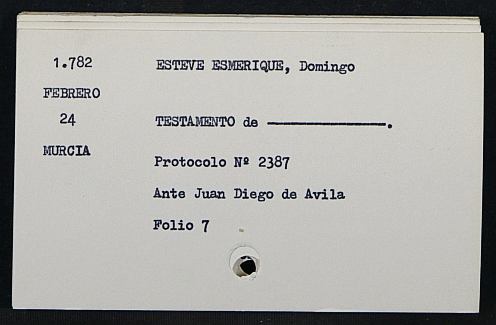 1.782 ESTEVE ESMERIQUE, Domingo
FEBRERO
24 TESTAMENTO de ————————.
MURCIA
Protocolo Nº 2387
Ante Juan Diego de Avila
Folio 7